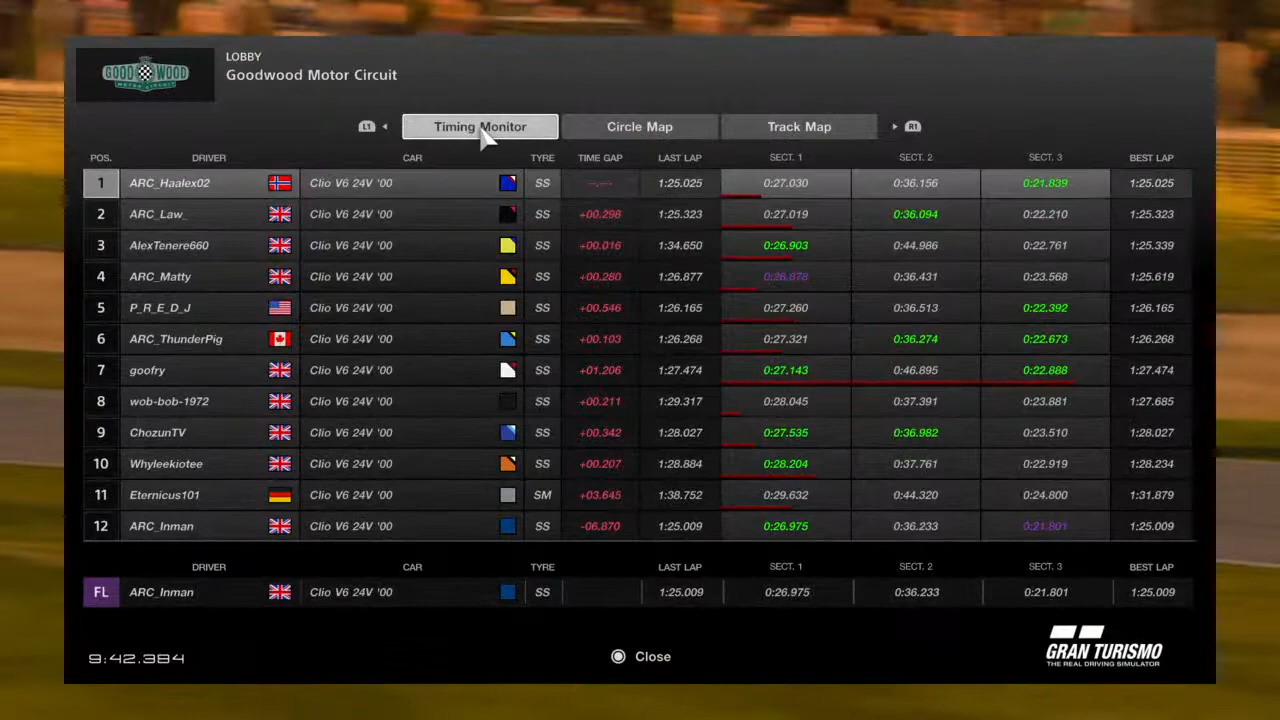 GOODWOOD
MOTOR CIRCUIT
LOBBY
Goodwood Motor Circuit
L1 Timing Monitor Circle Map Track Map R1
POS. DRIVER CAR TYRE TIME GAP LAST LAP SECT. 1 SECT. 2 SECT. 3 BEST LAP
1 ARC_Haalex02 Clio V6 24V '00 SS --.--- 1:25.025 0:27.030 0:36.156 0:21.839 1:25.025
2 ARC_Law_ Clio V6 24V '00 SS +00.298 1:25.323 0:27.019 0:36.094 0:22.210 1:25.323
3 AlexTenere660 Clio V6 24V '00 SS +00.016 1:34.650 0:26.903 0:44.986 0:22.761 1:25.339
4 ARC_Matty Clio V6 24V '00 SS +00.280 1:26.877 0:26.878 0:36.431 0:23.568 1:25.619
5 P_R_E_D_J Clio V6 24V '00 SS +00.546 1:26.165 0:27.260 0:36.513 0:22.392 1:26.165
6 ARC_ThunderPig Clio V6 24V '00 SS +00.103 1:26.268 0:27.321 0:36.274 0:22.673 1:26.268
7 goofry Clio V6 24V '00 SS +01.206 1:27.474 0:27.143 0:46.895 0:22.888 1:27.474
8 wob-bob-1972 Clio V6 24V '00 SS +00.211 1:29.317 0:28.045 0:37.391 0:23.881 1:27.685
9 ChozunTV Clio V6 24V '00 SS +00.342 1:28.027 0:27.535 0:36.982 0:23.510 1:28.027
10 Whyleekiotee Clio V6 24V '00 SS +00.207 1:28.884 0:28.204 0:37.761 0:22.919 1:28.234
11 Eternicus101 Clio V6 24V '00 SM +03.645 1:38.752 0:29.632 0:44.320 0:24.800 1:31.879
12 ARC_Inman Clio V6 24V '00 SS -06.870 1:25.009 0:26.975 0:36.233 0:21.801 1:25.009
DRIVER CAR TYRE LAST LAP SECT. 1 SECT. 2 SECT. 3 BEST LAP
FL ARC_Inman Clio V6 24V '00 SS 1:25.009 0:26.975 0:36.233 0:21.801 1:25.009
9:42.384
Close
GRAN TURISMO
THE REAL DRIVING SIMULATOR